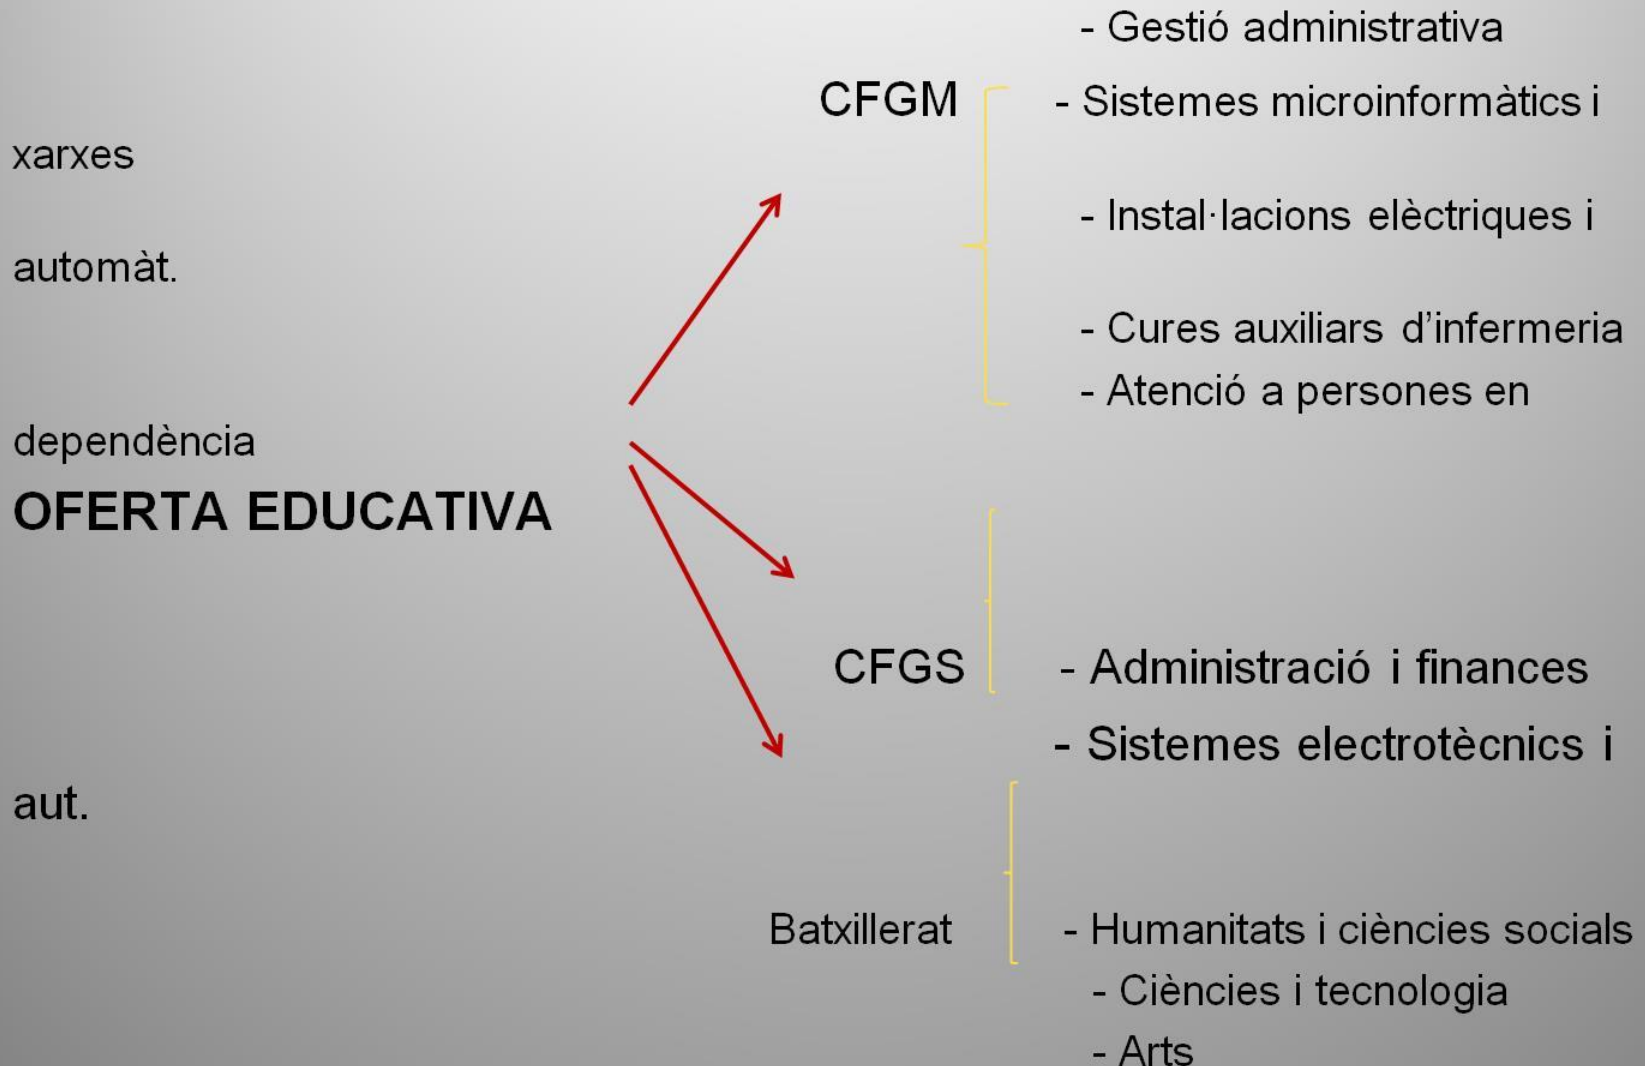 - Gestió administrativa
CFGM - Sistemes microinformàtics i
xarxes
- Instal·lacions elèctriques i
automàt.
- Cures auxiliars d’infermeria
- Atenció a persones en
dependència
OFERTA EDUCATIVA
CFGS - Administració i finances
- Sistemes electrotècnics i
aut.
Batxillerat - Humanitats i ciències socials
- Ciències i tecnologia
- Arts